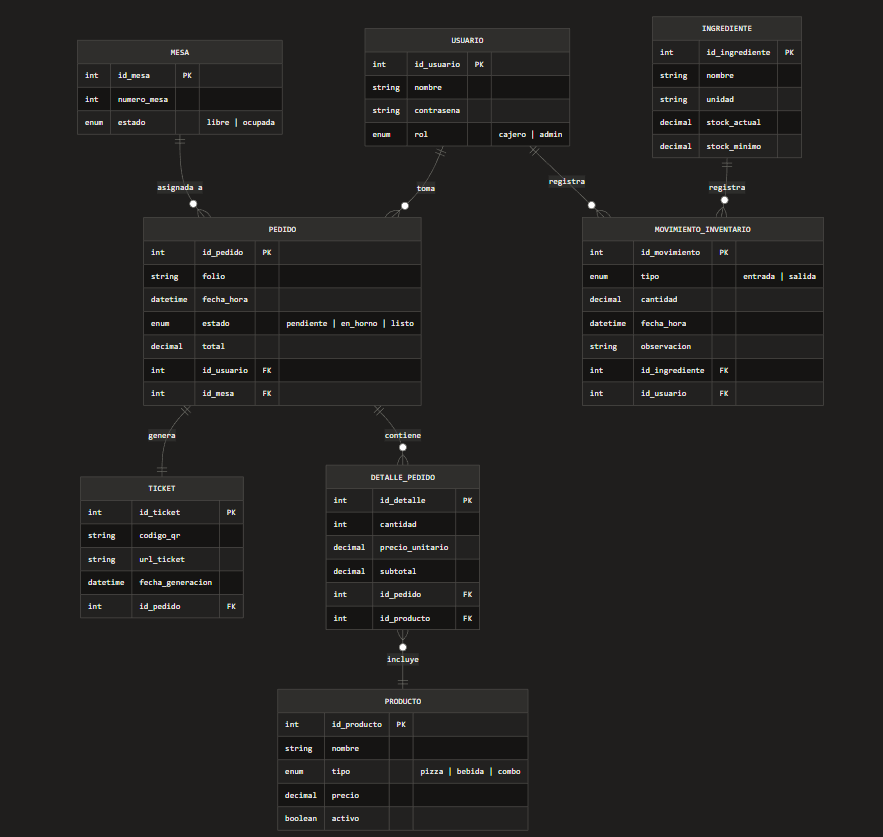 MESA
int id_mesa PK
int numero_mesa
enum estado libre | ocupada
USUARIO
int id_usuario PK
string nombre
string contrasena
enum rol cajero | admin
INGREDIENTE
int id_ingrediente PK
string nombre
string unidad
decimal stock_actual
decimal stock_minimo
asignada a
toma
registra
registra
PEDIDO
int id_pedido PK
string folio
datetime fecha_hora
enum estado pendiente | en_horno | listo
decimal total
int id_usuario FK
int id_mesa FK
MOVIMIENTO_INVENTARIO
int id_movimiento PK
enum tipo entrada | salida
decimal cantidad
datetime fecha_hora
string observacion
int id_ingrediente FK
int id_usuario FK
genera
contiene
TICKET
int id_ticket PK
string codigo_qr
string url_ticket
datetime fecha_generacion
int id_pedido FK
DETALLE_PEDIDO
int id_detalle PK
int cantidad
decimal precio_unitario
decimal subtotal
int id_pedido FK
int id_producto FK
incluye
PRODUCTO
int id_producto PK
string nombre
enum tipo pizza | bebida | combo
decimal precio
boolean activo